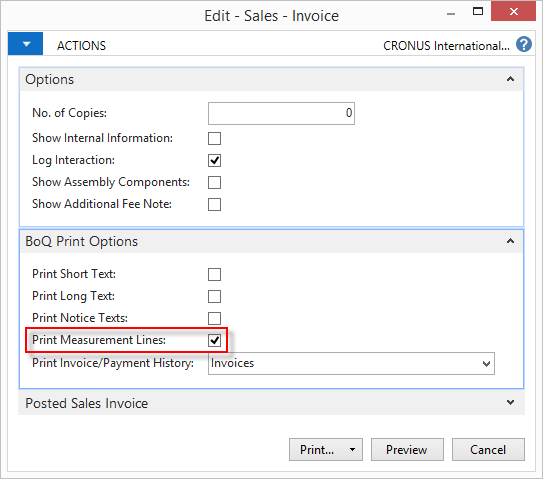 Edit - Sales - Invoice
ACTIONS
CRONUS International... ?
Options
No. of Copies: 0
Show Internal Information:
Log Interaction:
Show Assembly Components:
Show Additional Fee Note:
BoQ Print Options
Print Short Text:
Print Long Text:
Print Notice Texts:
Print Measurement Lines:
Print Invoice/Payment History: Invoices
Posted Sales Invoice
Print... Preview Cancel